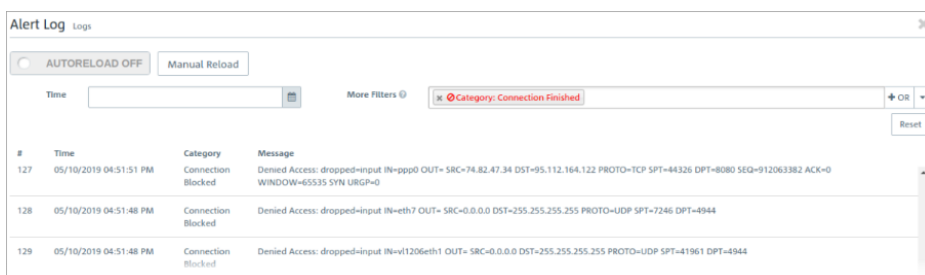 Alert Log Logs
AUTORELOAD OFF Manual Reload
Time More Filters Category: Connection Finished + OR
Reset
# Time Category Message
127 05/10/2019 04:51:51 PM Connection Denied Access: dropped=input IN=ppp0 OUT= SRC=74.82.47.34 DST=95.112.164.122 PROTO=TCP SPT=44326 DPT=8080 SEQ=912063382 ACK=0
Blocked WINDOW=65535 SYN URGP=0
128 05/10/2019 04:51:48 PM Connection Denied Access: dropped=input IN=eth7 OUT= SRC=0.0.0.0 DST=255.255.255.255 PROTO=UDP SPT=7246 DPT=4944
Blocked
129 05/10/2019 04:51:48 PM Connection Denied Access: dropped=input IN=vl1206eth1 OUT= SRC=0.0.0.0 DST=255.255.255.255 PROTO=UDP SPT=41961 DPT=4944
Blocked